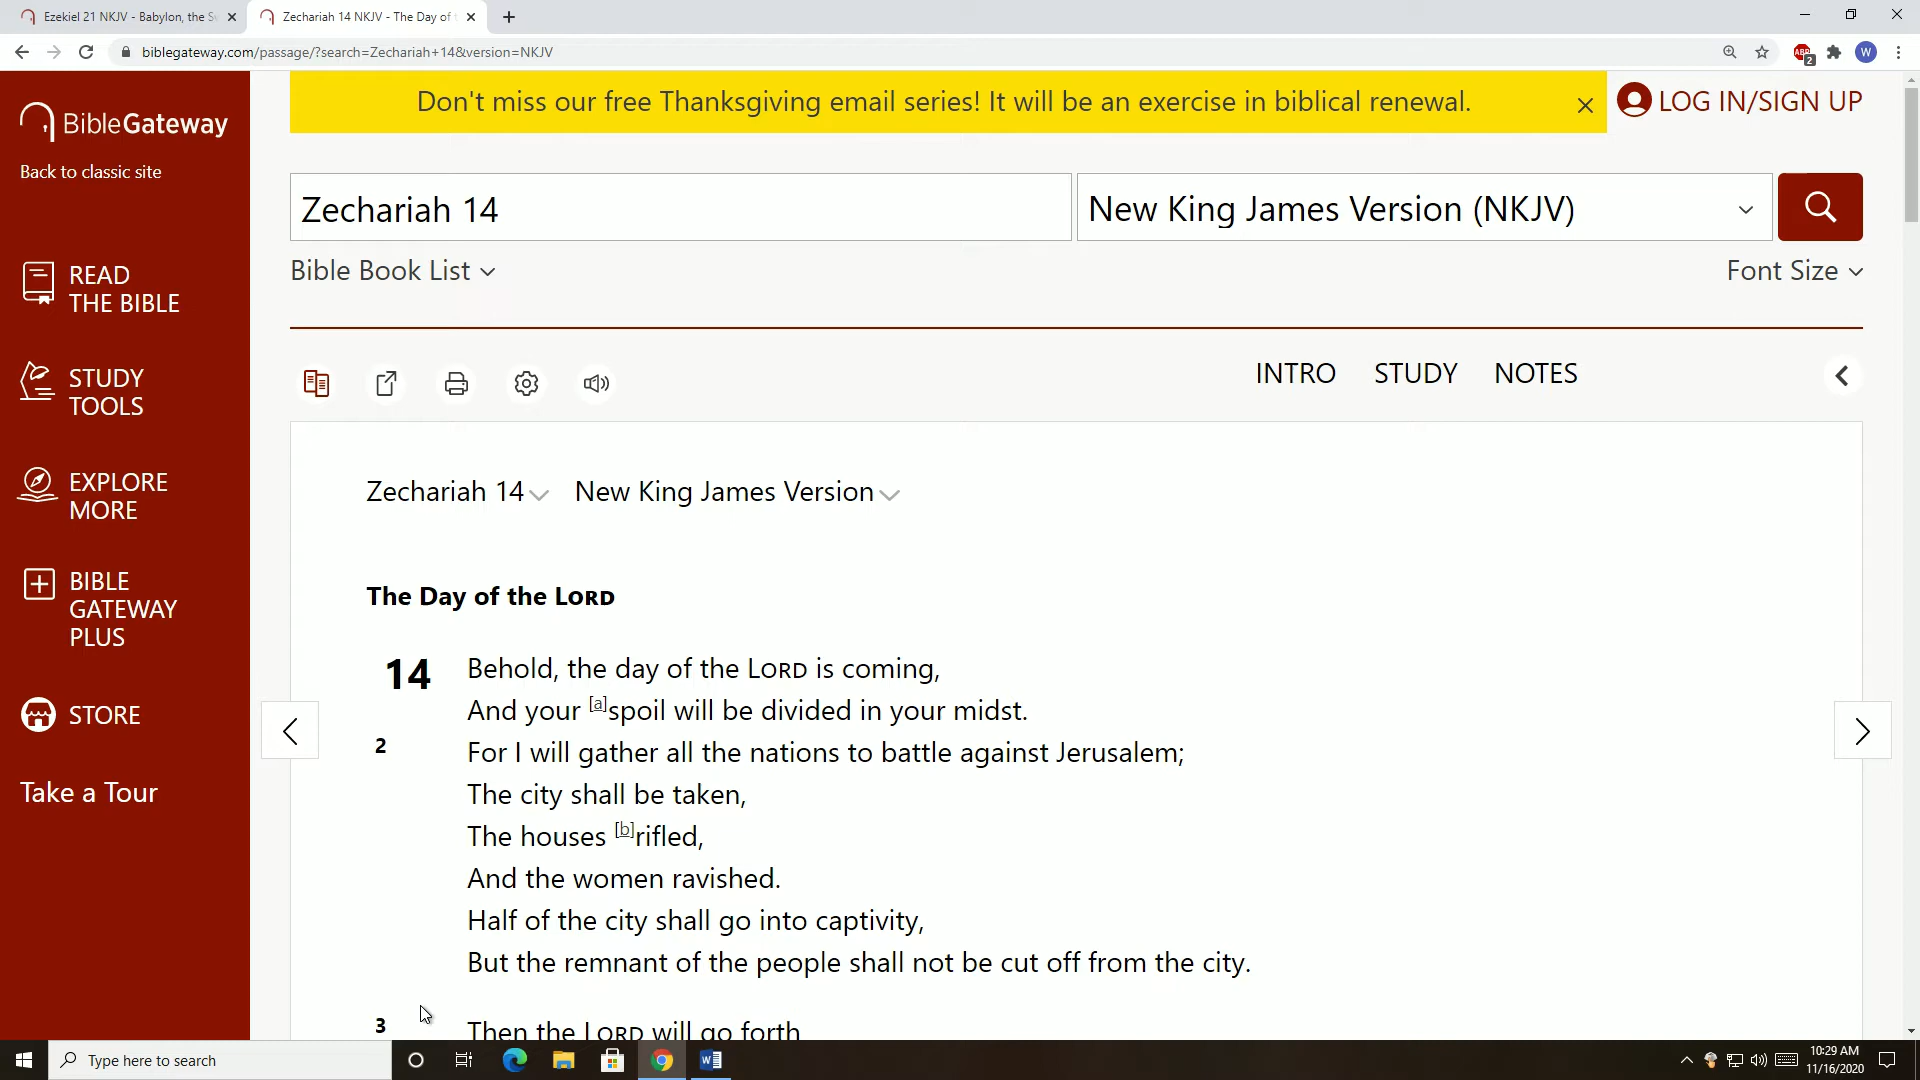 Ezekiel 21 NKJV - Babylon, the S
Zechariah 14 NKJV - The Day of t
biblegateway.com/passage/?search=Zechariah+14&version=NKJV
ABP
2
W
BibleGateway
Back to classic site
READ
THE BIBLE
STUDY
TOOLS
EXPLORE
MORE
BIBLE
GATEWAY
PLUS
STORE
Take a Tour
Don't miss our free Thanksgiving email series! It will be an exercise in biblical renewal.
LOG IN/SIGN UP
Zechariah 14
New King James Version (NKJV)
Bible Book List
Font Size
INTRO STUDY NOTES
Zechariah 14 New King James Version
The Day of the LORD
14 Behold, the day of the LORD is coming,
And your [a]spoil will be divided in your midst.
2 For I will gather all the nations to battle against Jerusalem;
The city shall be taken,
The houses [b]rifled,
And the women ravished.
Half of the city shall go into captivity,
But the remnant of the people shall not be cut off from the city.
3 Then the LORD will go forth
Type here to search
10:29 AM
11/16/2020